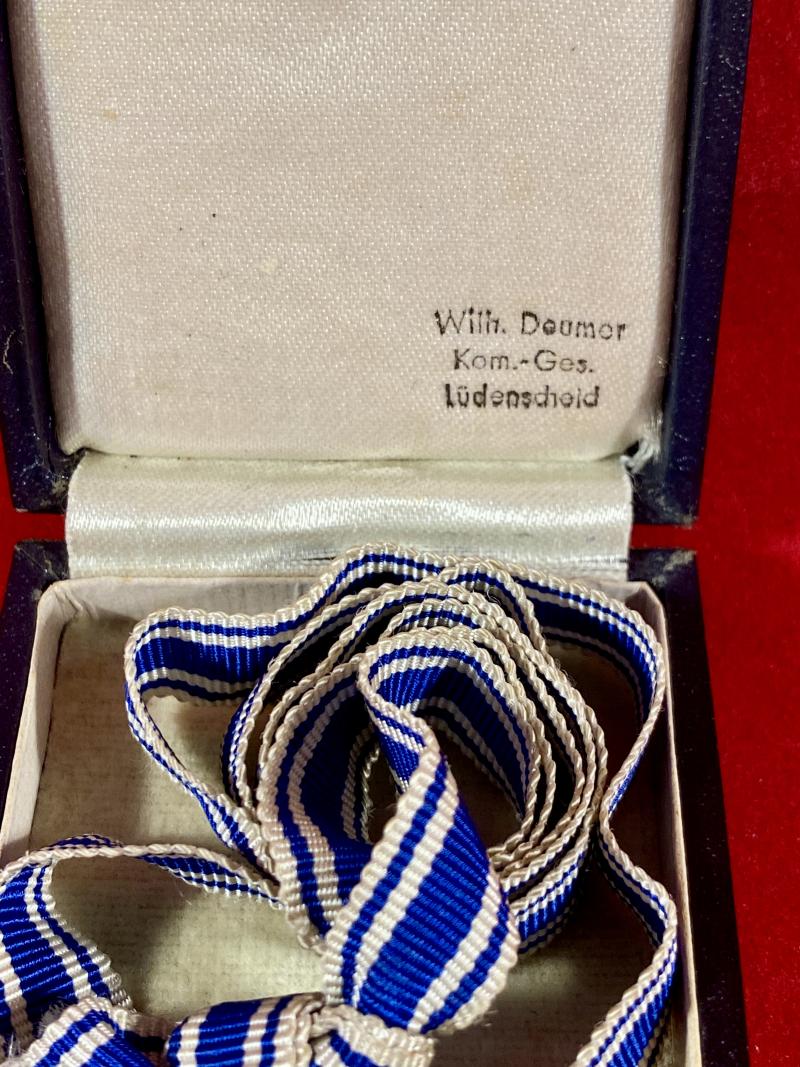 Wilh. Deumer
Kom.-Ges.
Lüdenscheid